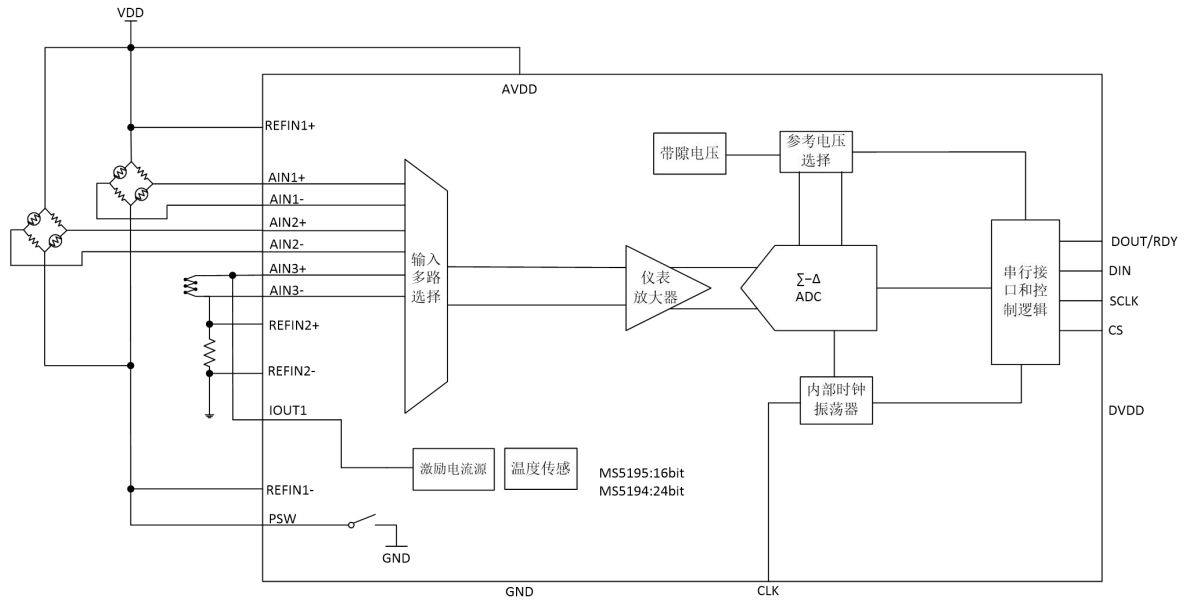 VDD
AVDD
REFIN1+
AIN1+
AIN1-
AIN2+
AIN2-
AIN3+
AIN3-
REFIN2+
REFIN2-
IOUT1
REFIN1-
PSW
GND
输入
多路
选择
带隙电压
参考电压
选择
仪表
放大器
∑-Δ
ADC
内部时钟
振荡器
串行接
口和控
制逻辑
DOUT/RDY
DIN
SCLK
CS
DVDD
激励电流源
温度传感
MS5195:16bit
MS5194:24bit
GND
CLK